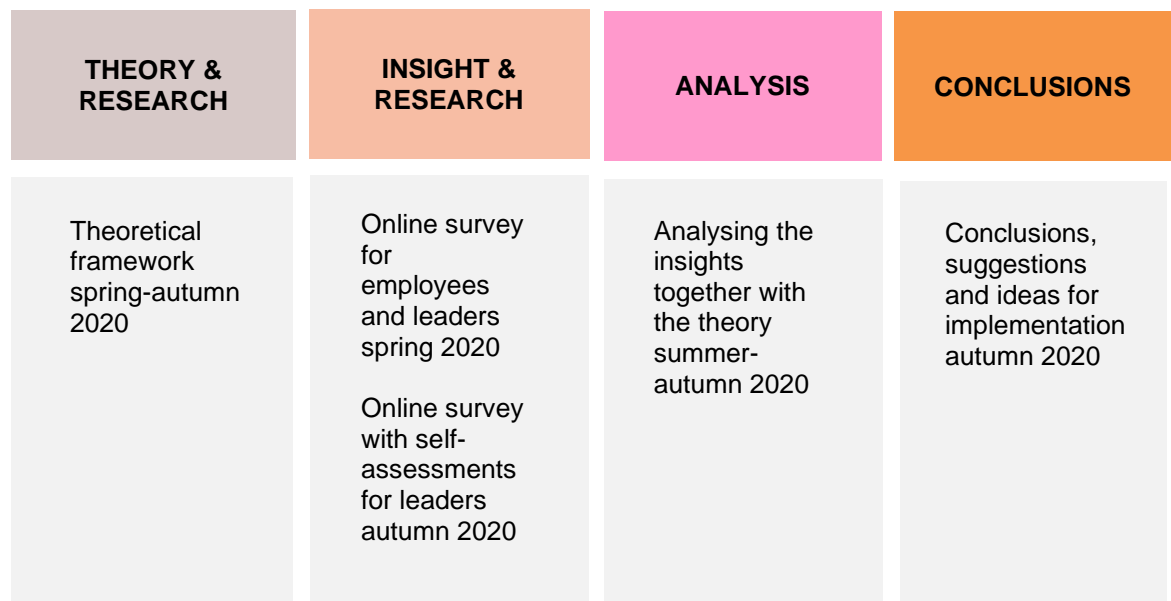 THEORY &
RESEARCH
Theoretical
framework
spring-autumn
2020
INSIGHT &
RESEARCH
Online survey
for
employees
and leaders
spring 2020
Online survey
with self-
assessments
for leaders
autumn 2020
ANALYSIS
Analysing the
insights
together with
the theory
summer-
autumn 2020
CONCLUSIONS
Conclusions,
suggestions
and ideas for
implementation
autumn 2020